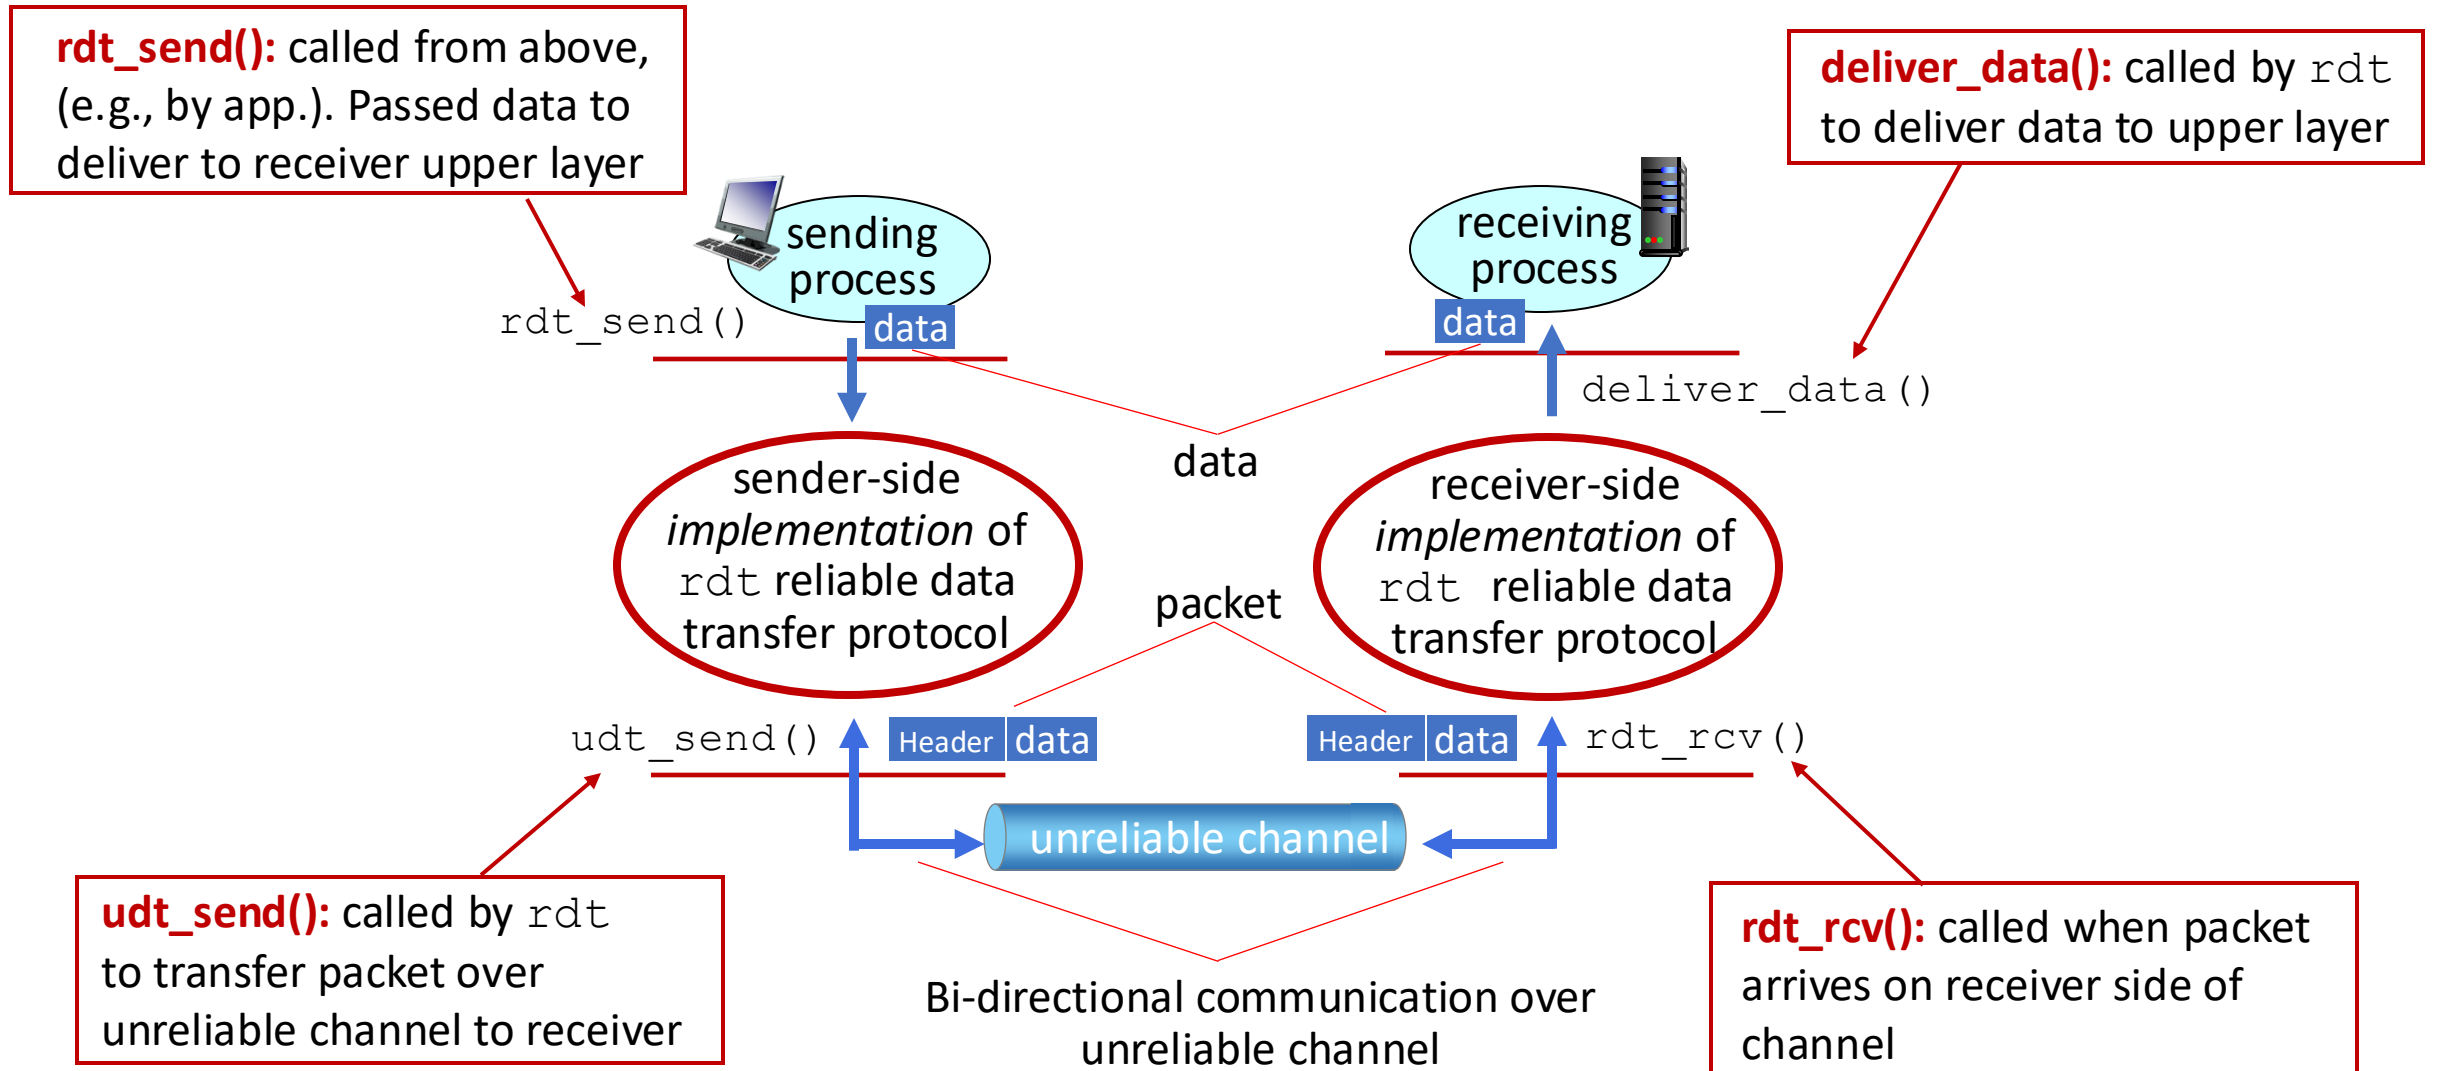 rdt_send(): called from above,
(e.g., by app.). Passed data to
deliver to receiver upper layer
deliver_data(): called by rdt
to deliver data to upper layer
sending
process
receiving
process
rdt_send()
data
data
deliver_data()
data
sender-side
implementation of
rdt reliable data
transfer protocol
receiver-side
implementation of
rdt reliable data
transfer protocol
packet
udt_send()
Header data
Header data
rdt_rcv()
unreliable channel
udt_send(): called by rdt
to transfer packet over
unreliable channel to receiver
Bi-directional communication over
unreliable channel
rdt_rcv(): called when packet
arrives on receiver side of
channel